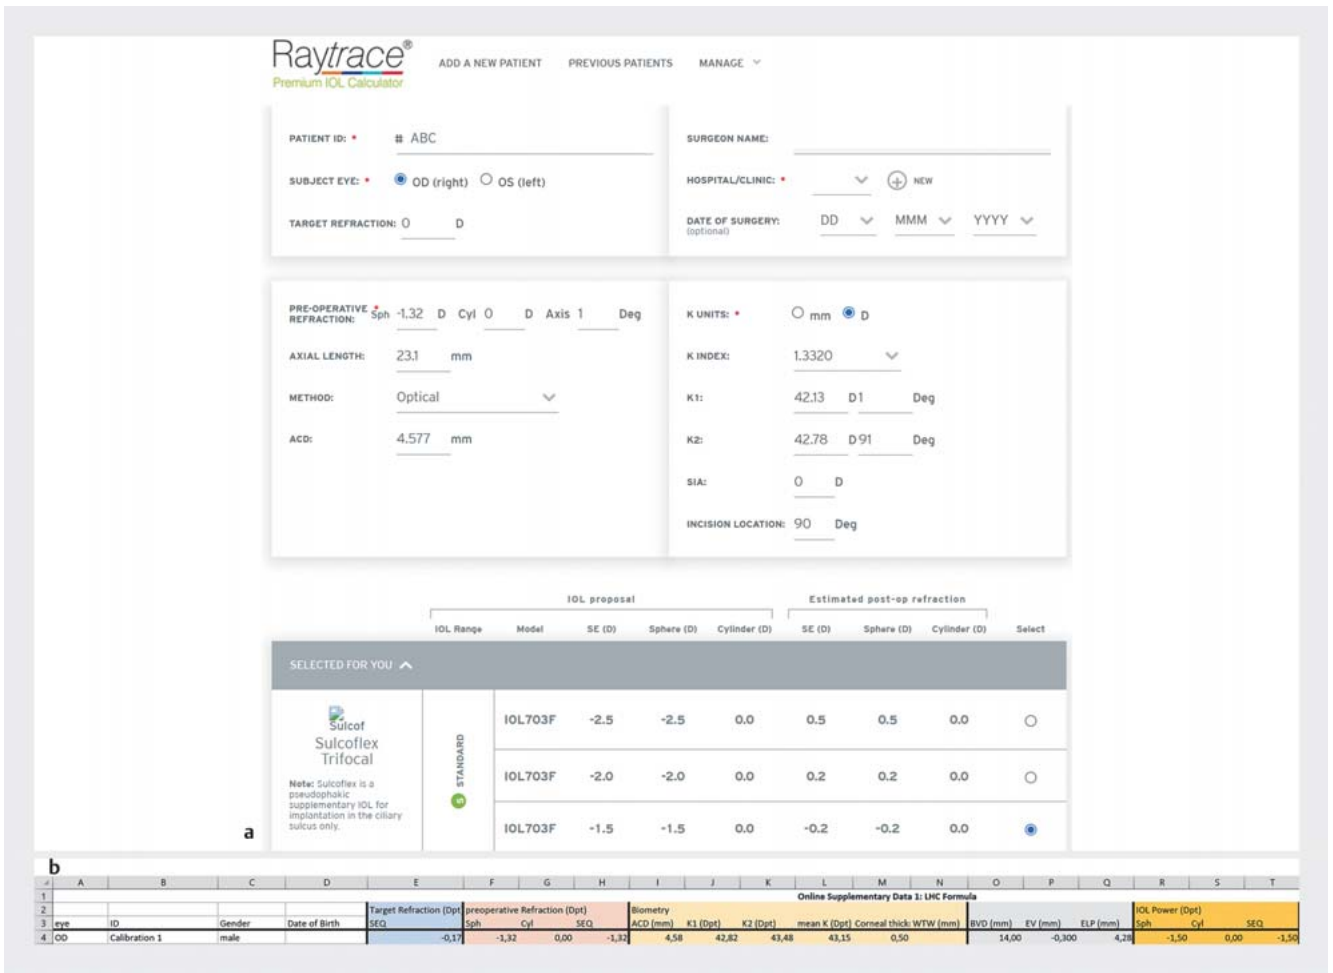 Raytrace®
Premium IOL Calculator
ADD A NEW PATIENT PREVIOUS PATIENTS MANAGE
PATIENT ID: * # ABC
SURGEON NAME:
SUBJECT EYE: * OD (right) OS (left)
HOSPITAL/CLINIC: * NEW
TARGET REFRACTION: 0 D
DATE OF SURGERY: DD MMM YYYY
(optional)
PRE-OPERATIVE REFRACTION: * Sph -1.32 D Cyl 0 D Axis 1 Deg
K UNITS: * mm D
AXIAL LENGTH: 23.1 mm
K INDEX: 1.3320
METHOD: Optical
K1: 42.13 D 1 Deg
ACD: 4.577 mm
K2: 42.78 D 91 Deg
SIA: 0 D
INCISION LOCATION: 90 Deg
IOL proposal Estimated post-op refraction
IOL Range Model SE (D) Sphere (D) Cylinder (D) SE (D) Sphere (D) Cylinder (D) Select
SELECTED FOR YOU
Sulcof
Sulcoflex
Trifocal
Note: Sulcoflex is a
pseudophakic
supplementary IOL for
implantation in the ciliary
sulcus only.
S STANDARD
IOL703F -2.5 -2.5 0.0 0.5 0.5 0.0
IOL703F -2.0 -2.0 0.0 0.2 0.2 0.0
IOL703F -1.5 -1.5 0.0 -0.2 -0.2 0.0
a
b
A B C D E F G H I J K L M N O P Q R S T
1 Online Supplementary Data 1: LHC Formula
2 Target Refraction (Dpt preoperative Refraction (Dpt) Biometry IOL Power (Dpt)
3 eye ID Gender Date of Birth SEQ Sph Cyl SEQ ACD (mm) K1 (Dpt) K2 (Dpt) mean K (Dpt) Corneal thick: WTW (mm) BVD (mm) EV (mm) ELP (mm) Sph Cyl SEQ
4 OD Calibration 1 male -0,17 -1,32 0,00 -1,32 4,58 42,82 43,48 43,15 0,50 14,00 -0,300 4,28 -1,50 0,00 -1,50